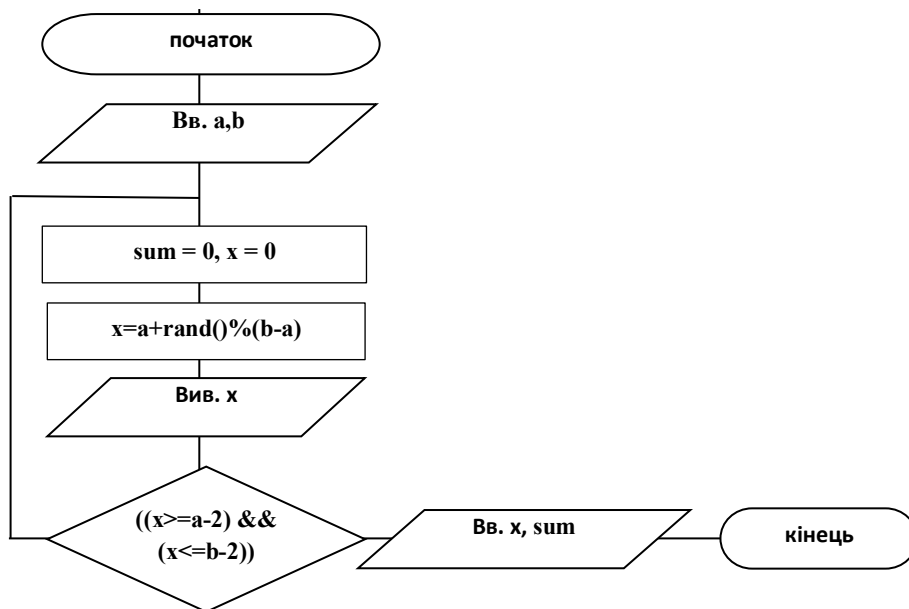 початок
Вв. a,b
sum = 0, x = 0
x=a+rand()%(b-a)
Вив. x
((x>=a-2) &&
(x<=b-2))
Вв. x, sum
кінець